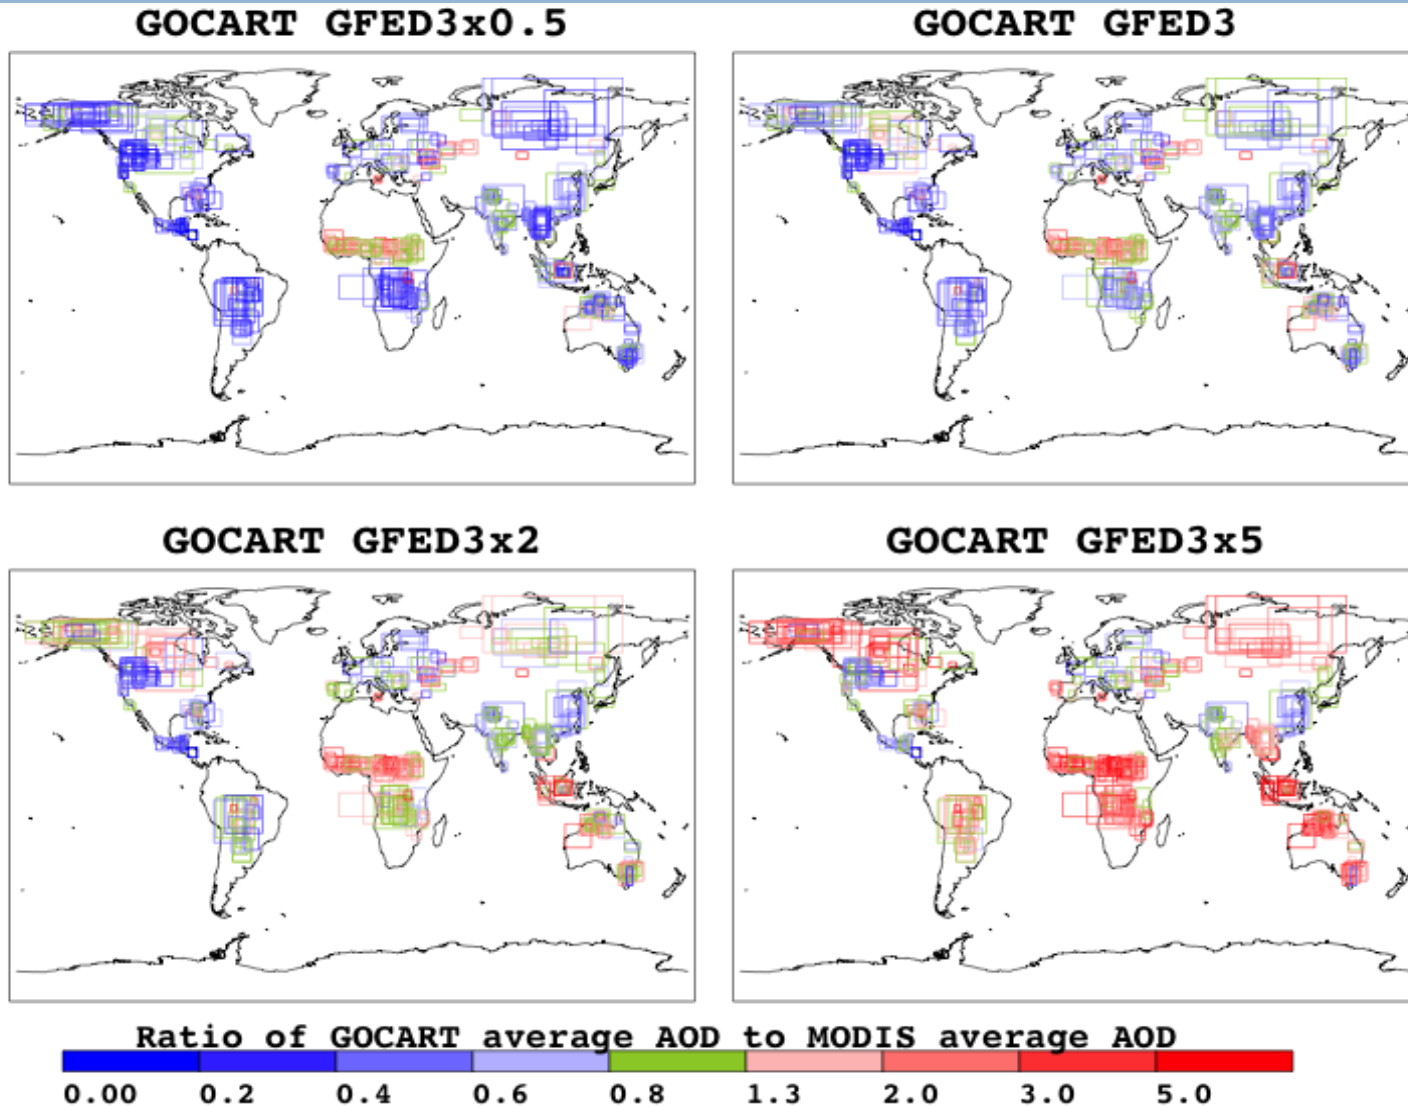 GOCART GFED3x0.5
GOCART GFED3
GOCART GFED3x2
GOCART GFED3x5
Ratio of GOCART average AOD to MODIS average AOD
0.00 0.2 0.4 0.6 0.8 1.3 2.0 3.0 5.0